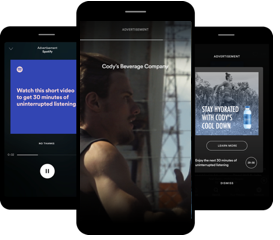 Advertisement
Spotify
Watch this short video
to get 30 minutes of
uninterrupted listening
ADVERTISEMENT
Cody's Beverage Company
ADVERTISEMENT
STAY HYDRATED
WITH CODY'S
COOL DOWN
LEARN MORE
Enjoy the next 30 minutes of
uninterrupted listening
DISMISS